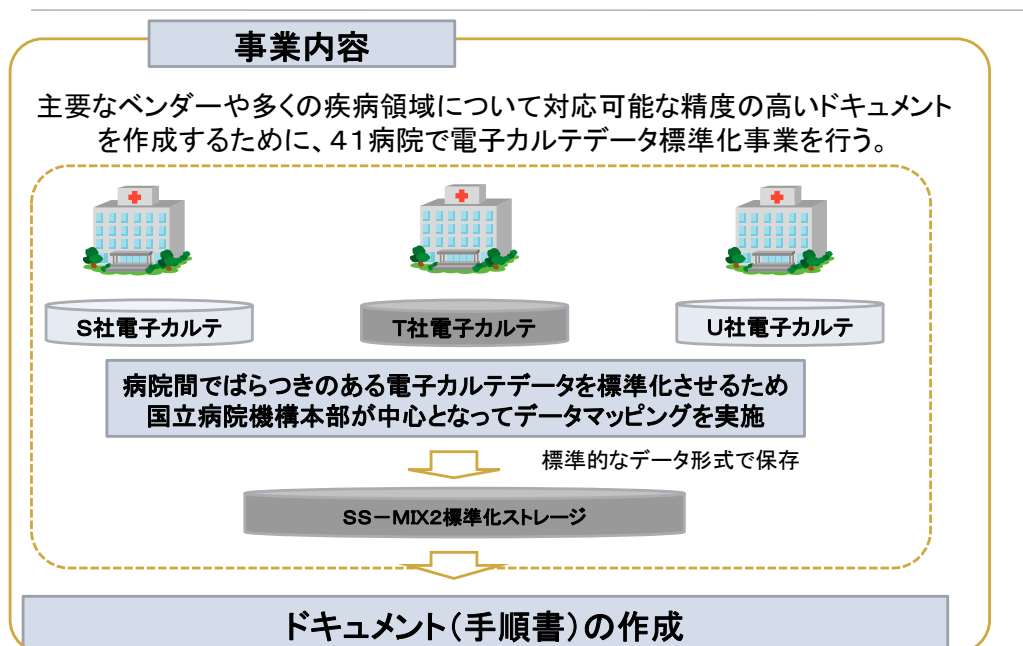 事業内容
主要なベンダーや多くの疾病領域について対応可能な精度の高いドキュメント
を作成するために、４１病院で電子カルテデータ標準化事業を行う。
Ｓ社電子カルテ
Ｔ社電子カルテ
Ｕ社電子カルテ
病院間でばらつきのある電子カルテデータを標準化させるため
国立病院機構本部が中心となってデータマッピングを実施
標準的なデータ形式で保存
ＳＳ－ＭＩＸ２標準化ストレージ
ドキュメント（手順書）の作成